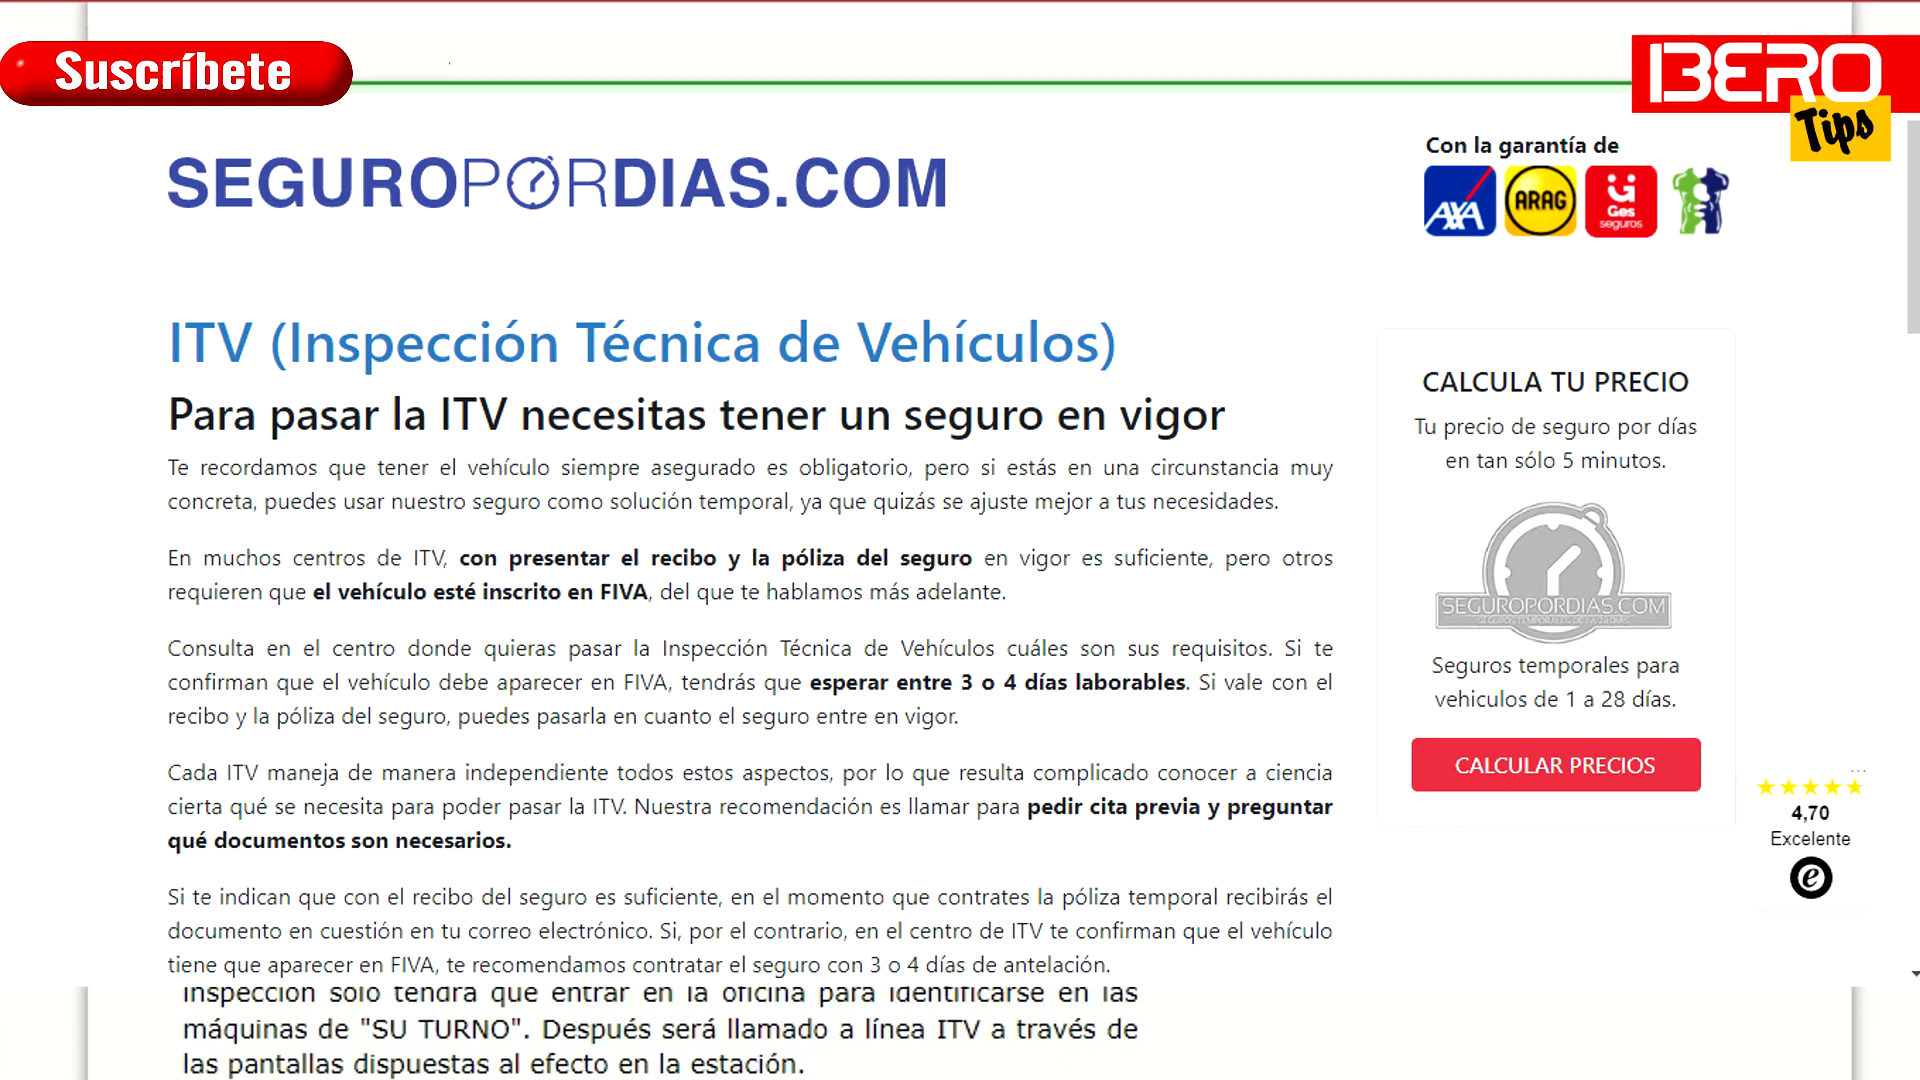 Suscríbete
IBERO
Tips
SEGUROPORDIAS.COM
Con la garantía de
AXA
ARAG
Ges
seguros
ITV (Inspección Técnica de Vehículos)
Para pasar la ITV necesitas tener un seguro en vigor
Te recordamos que tener el vehículo siempre asegurado es obligatorio, pero si estás en una circunstancia muy
concreta, puedes usar nuestro seguro como solución temporal, ya que quizás se ajuste mejor a tus necesidades.
En muchos centros de ITV, con presentar el recibo y la póliza del seguro en vigor es suficiente, pero otros
requieren que el vehículo esté inscrito en FIVA, del que te hablamos más adelante.
Consulta en el centro donde quieras pasar la Inspección Técnica de Vehículos cuáles son sus requisitos. Si te
confirman que el vehículo debe aparecer en FIVA, tendrás que esperar entre 3 o 4 días laborables. Si vale con el
recibo y la póliza del seguro, puedes pasarla en cuanto el seguro entre en vigor.
Cada ITV maneja de manera independiente todos estos aspectos, por lo que resulta complicado conocer a ciencia
cierta qué se necesita para poder pasar la ITV. Nuestra recomendación es llamar para pedir cita previa y preguntar
qué documentos son necesarios.
Si te indican que con el recibo del seguro es suficiente, en el momento que contrates la póliza temporal recibirás el
documento en cuestión en tu correo electrónico. Si, por el contrario, en el centro de ITV te confirman que el vehículo
tiene que aparecer en FIVA, te recomendamos contratar el seguro con 3 o 4 días de antelación.
CALCULA TU PRECIO
Tu precio de seguro por días
en tan sólo 5 minutos.
SEGUROPORDIAS.COM
SEGUROS TEMPORALES DE 1 A 28 DÍAS
Seguros temporales para
vehiculos de 1 a 28 días.
CALCULAR PRECIOS
...
4,70
Excelente
e
inspección solo tendrá que entrar en la oficina para identificarse en las
máquinas de "SU TURNO". Después será llamado a línea ITV a través de
las pantallas dispuestas al efecto en la estación.